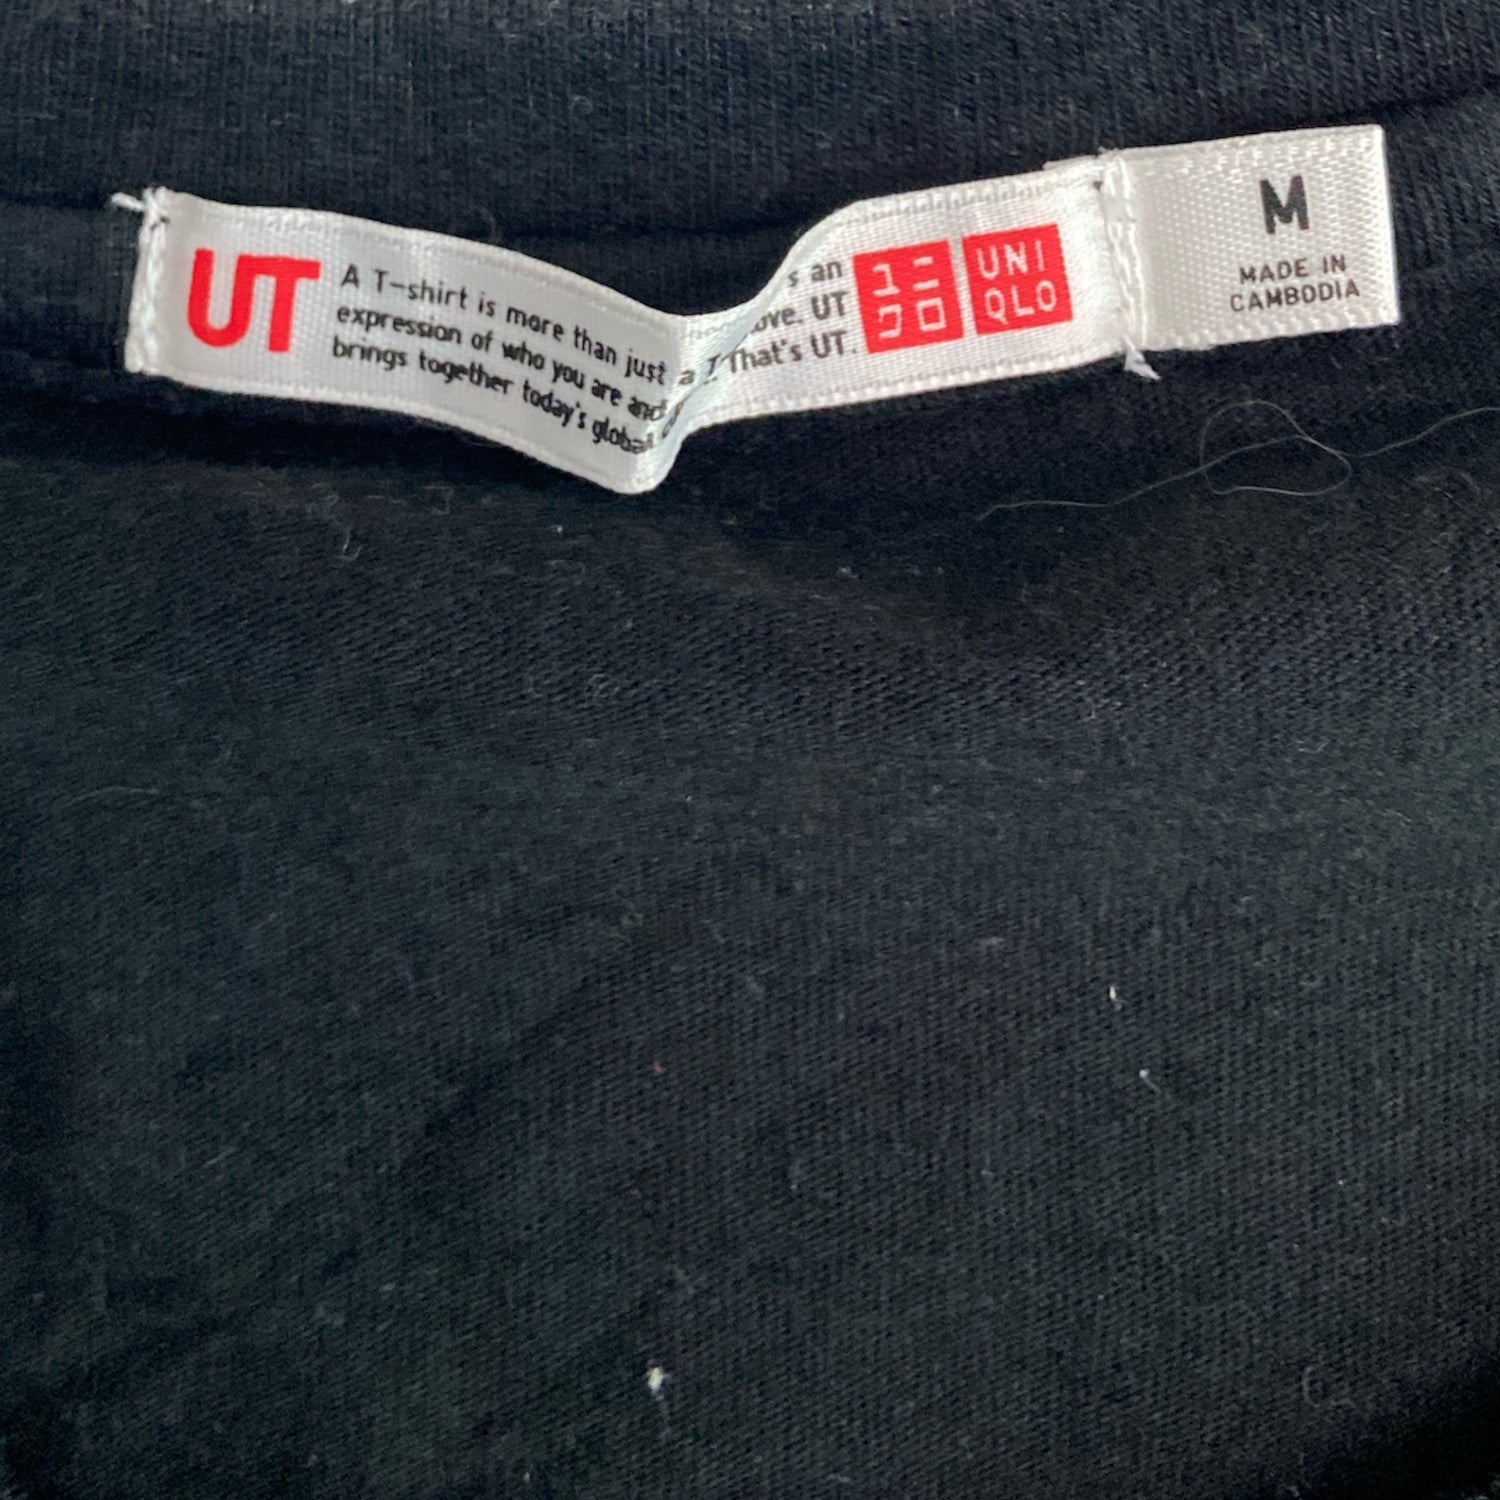 UT
A T-shirt is more than just a T
expression of who you are and
brings together today's global
s an
UT
That's UT.
ユニ
クロ
UNI
QLO
M
MADE IN
CAMBODIA